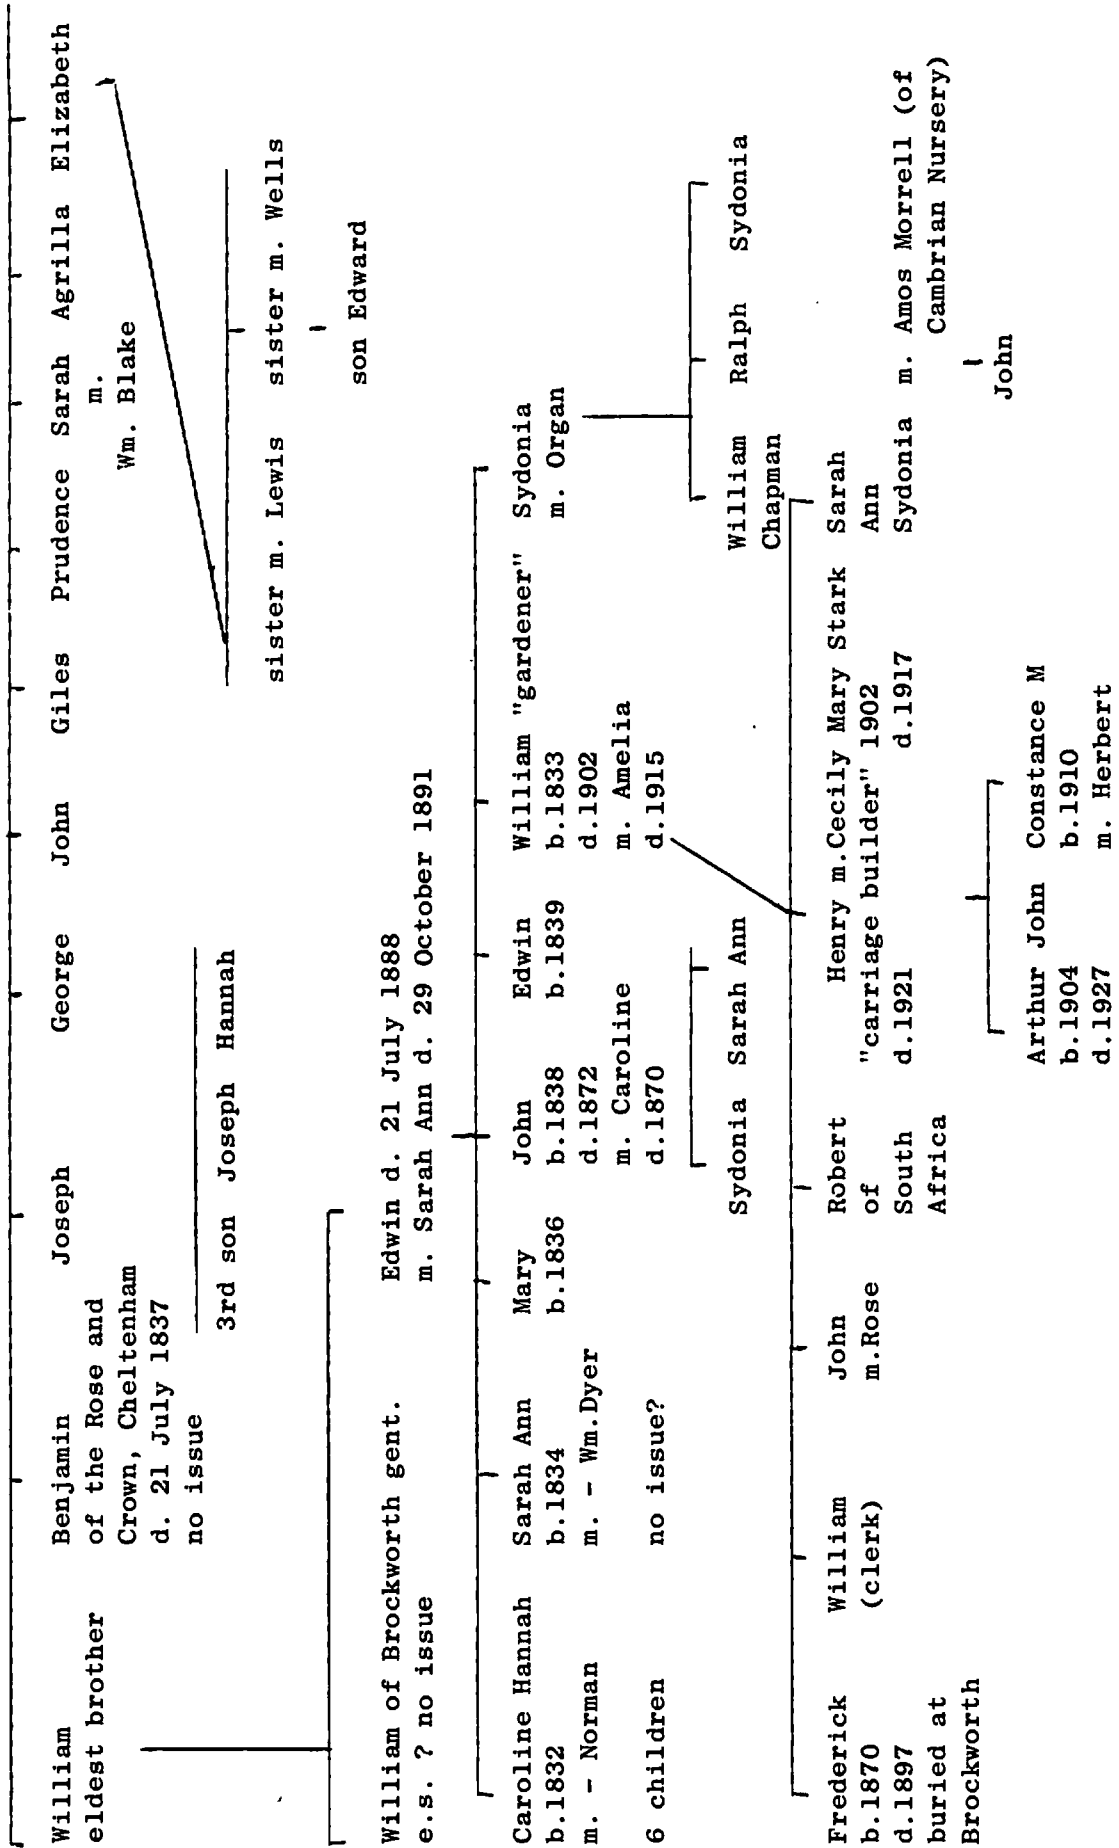 William Benjamin Joseph George John Giles Prudence Sarah Agrilla Elizabeth
eldest brother of the Rose and m.
Crown, Cheltenham Wm. Blake
d. 21 July 1837
no issue
3rd son Joseph Hannah
sister m. Lewis sister m. Wells
son Edward
William of Brockworth gent. Edwin d. 21 July 1888
e.s. ? no issue m. Sarah Ann d. 29 October 1891
Caroline Hannah Sarah Ann Mary John Edwin William "gardener" Sydonia
b.1832 b.1834 b.1836 b.1838 b.1839 b.1833 m. Organ
m. - Norman m. - Wm.Dyer d.1872 d.1902
m. Caroline m. Amelia
6 children no issue? d.1870 d.1915
Sydonia Sarah Ann William Ralph Sydonia
Chapman
Frederick William John Robert Henry m.Cecily Mary Stark Sarah
b.1870 (clerk) m.Rose of "carriage builder" 1902 Ann
d.1897 South d.1921 d.1917 Sydonia m. Amos Morrell (of
buried at Africa Cambrian Nursery)
Brockworth
John
Arthur John Constance M
b.1904 b.1910
d.1927 m. Herbert